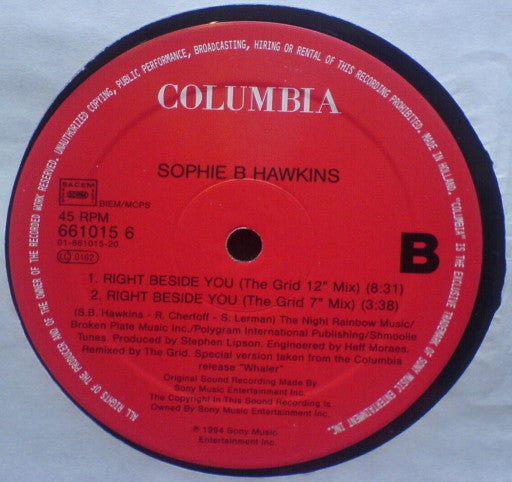 ALL RIGHTS OF THE PRODUCER AND OF THE OWNER OF THE RECORDED WORK RESERVED. UNAUTHORIZED COPYING, PUBLIC PERFORMANCE, BROADCASTING, HIRING OR RENTAL OF THIS RECORDING PROHIBITED. MADE IN HOLLAND. "COLUMBIA" IS THE EXCLUSIVE TRADEMARK OF SONY MUSIC ENTERTAINMENT INC.
COLUMBIA
SOPHIE B HAWKINS
SACEM
BIEM/MCPS
45 RPM
661015 6
01-661015-20
LC 0162
B
1. RIGHT BESIDE YOU (The Grid 12" Mix) (8:31)
2. RIGHT BESIDE YOU (The Grid 7" Mix) (3:38)
(S.B. Hawkins - R. Chertoff - S. Lerman) The Night Rainbow Music/
Broken Plate Music Inc./Polygram International Publishing/Shmoolie
Tunes. Produced by Stephen Lipson. Engineered by Heff Moraes.
Remixed by The Grid. Special version taken from the Columbia
release "Whaler"
Original Sound Recording Made By
Sony Music Entertainment Inc.
The Copyright In This Sound Recording Is
Owned By Sony Music Entertainment Inc.
℗ 1994 Sony Music
Entertainment Inc.